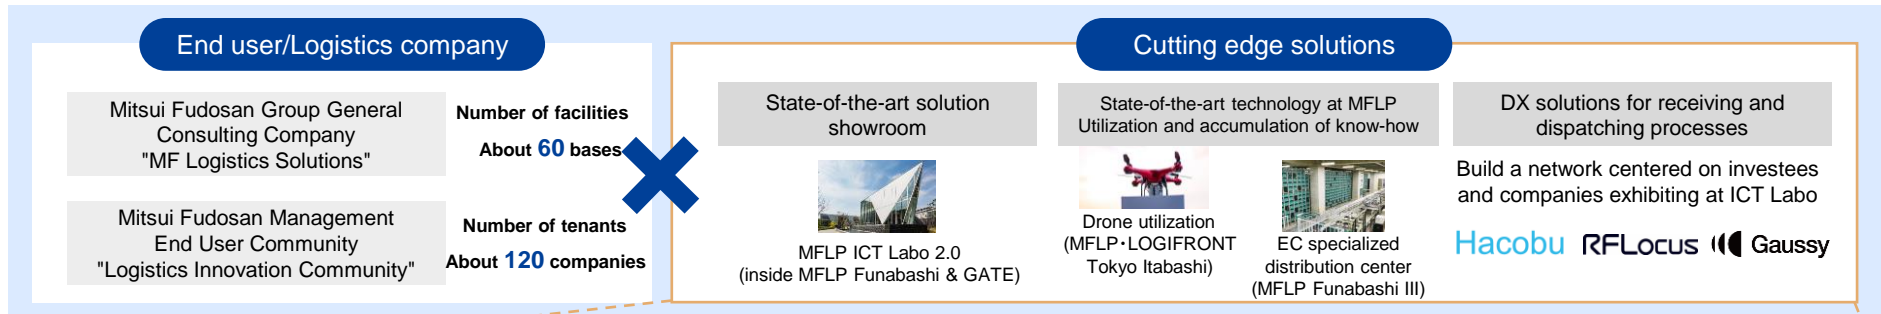 End user/Logistics company
Mitsui Fudosan Group General
Consulting Company
"MF Logistics Solutions"
Number of facilities
About 60 bases
Mitsui Fudosan Management
End User Community
"Logistics Innovation Community"
Number of tenants
About 120 companies
Cutting edge solutions
State-of-the-art solution
showroom
MFLP ICT Labo 2.0
(inside MFLP Funabashi & GATE)
State-of-the-art technology at MFLP
Utilization and accumulation of know-how
Drone utilization
(MFLP・LOGIFRONT
Tokyo Itabashi)
EC specialized
distribution center
(MFLP Funabashi III)
DX solutions for receiving and
dispatching processes
Build a network centered on investees
and companies exhibiting at ICT Labo
Hacobu
RFLocus
Gaussy